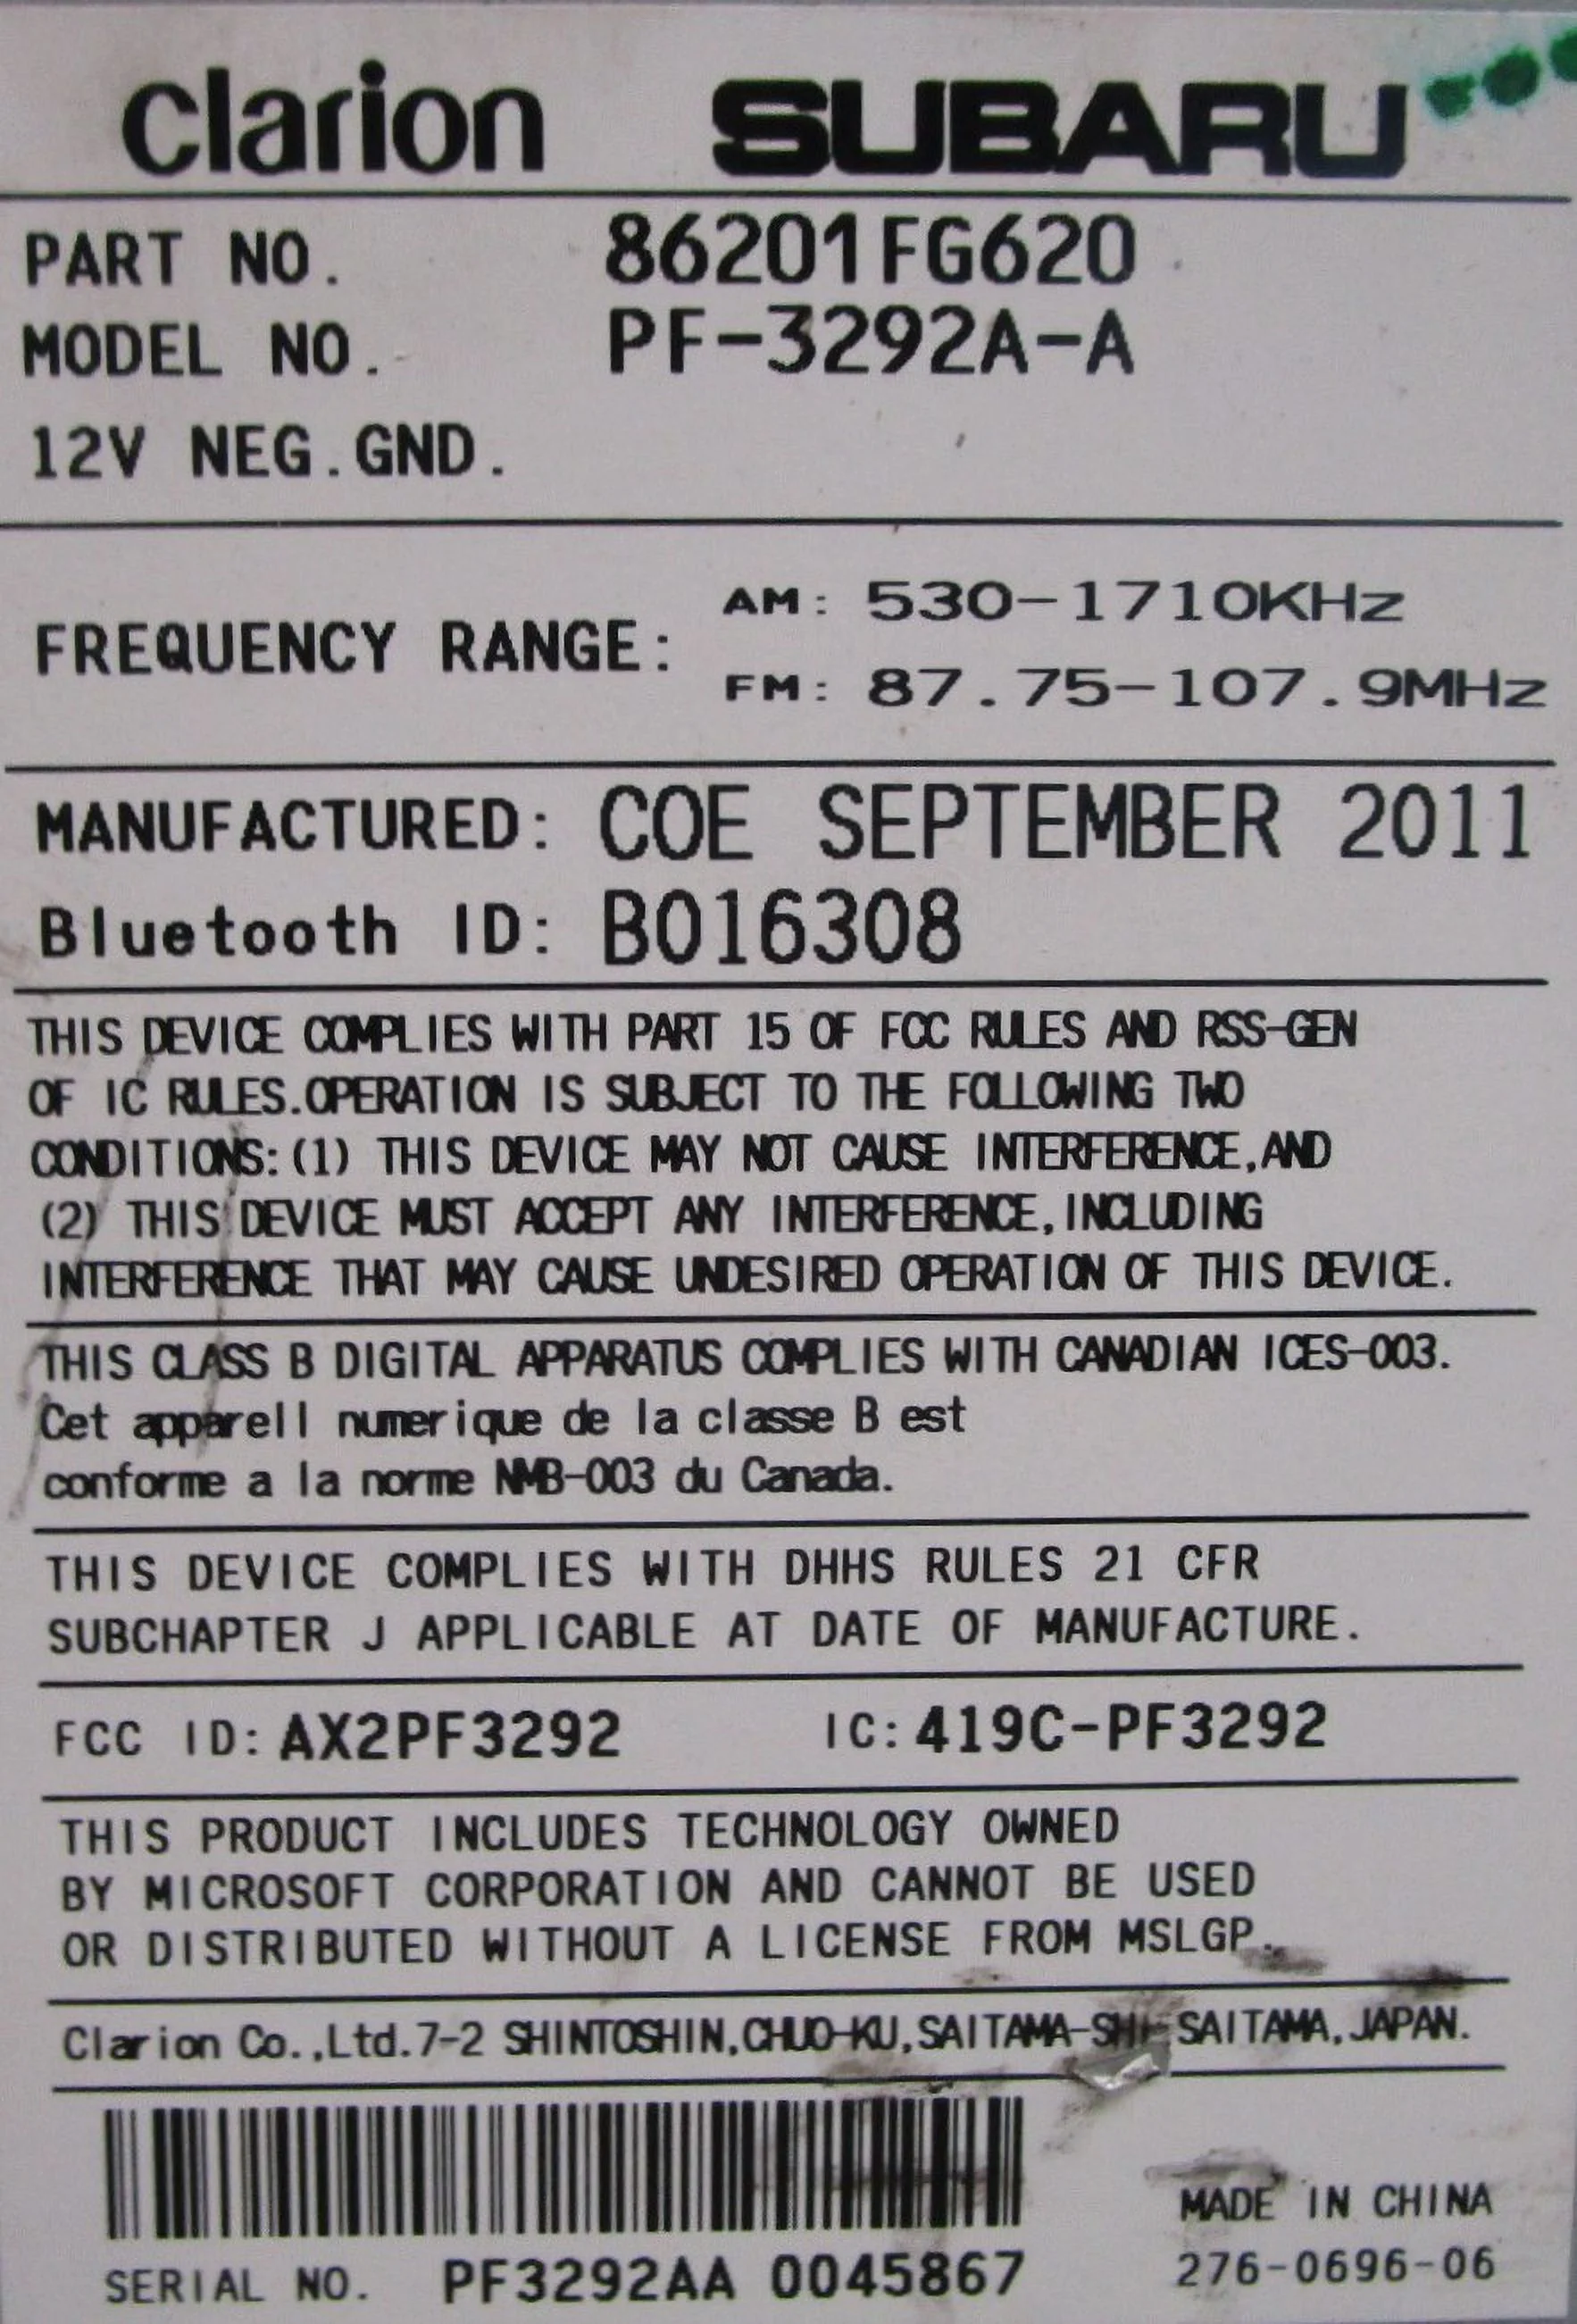 Clarion SUBARU
PART NO. 86201FG620
MODEL NO. PF-3292A-A
12V NEG.GND.
FREQUENCY RANGE: AM: 530-1710KHz
FM: 87.75-107.9MHz
MANUFACTURED: COE SEPTEMBER 2011
Bluetooth ID: B016308
THIS DEVICE COMPLIES WITH PART 15 OF FCC RULES AND RSS-GEN
OF IC RULES.OPERATION IS SUBJECT TO THE FOLLOWING TWO
CONDITIONS:(1) THIS DEVICE MAY NOT CAUSE INTERFERENCE,AND
(2) THIS DEVICE MUST ACCEPT ANY INTERFERENCE,INCLUDING
INTERFERENCE THAT MAY CAUSE UNDESIRED OPERATION OF THIS DEVICE.
THIS CLASS B DIGITAL APPARATUS COMPLIES WITH CANADIAN ICES-003.
Cet apparell numerique de la classe B est
conforme a la norme NMB-003 du Canada.
THIS DEVICE COMPLIES WITH DHHS RULES 21 CFR
SUBCHAPTER J APPLICABLE AT DATE OF MANUFACTURE.
FCC ID: AX2PF3292 IC: 419C-PF3292
THIS PRODUCT INCLUDES TECHNOLOGY OWNED
BY MICROSOFT CORPORATION AND CANNOT BE USED
OR DISTRIBUTED WITHOUT A LICENSE FROM MSLGP.
Clarion Co.,Ltd.7-2 SHINTOSHIN,CHUO-KU,SAITAMA-SHI SAITAMA,JAPAN.
MADE IN CHINA
SERIAL NO. PF3292AA 0045867 276-0696-06